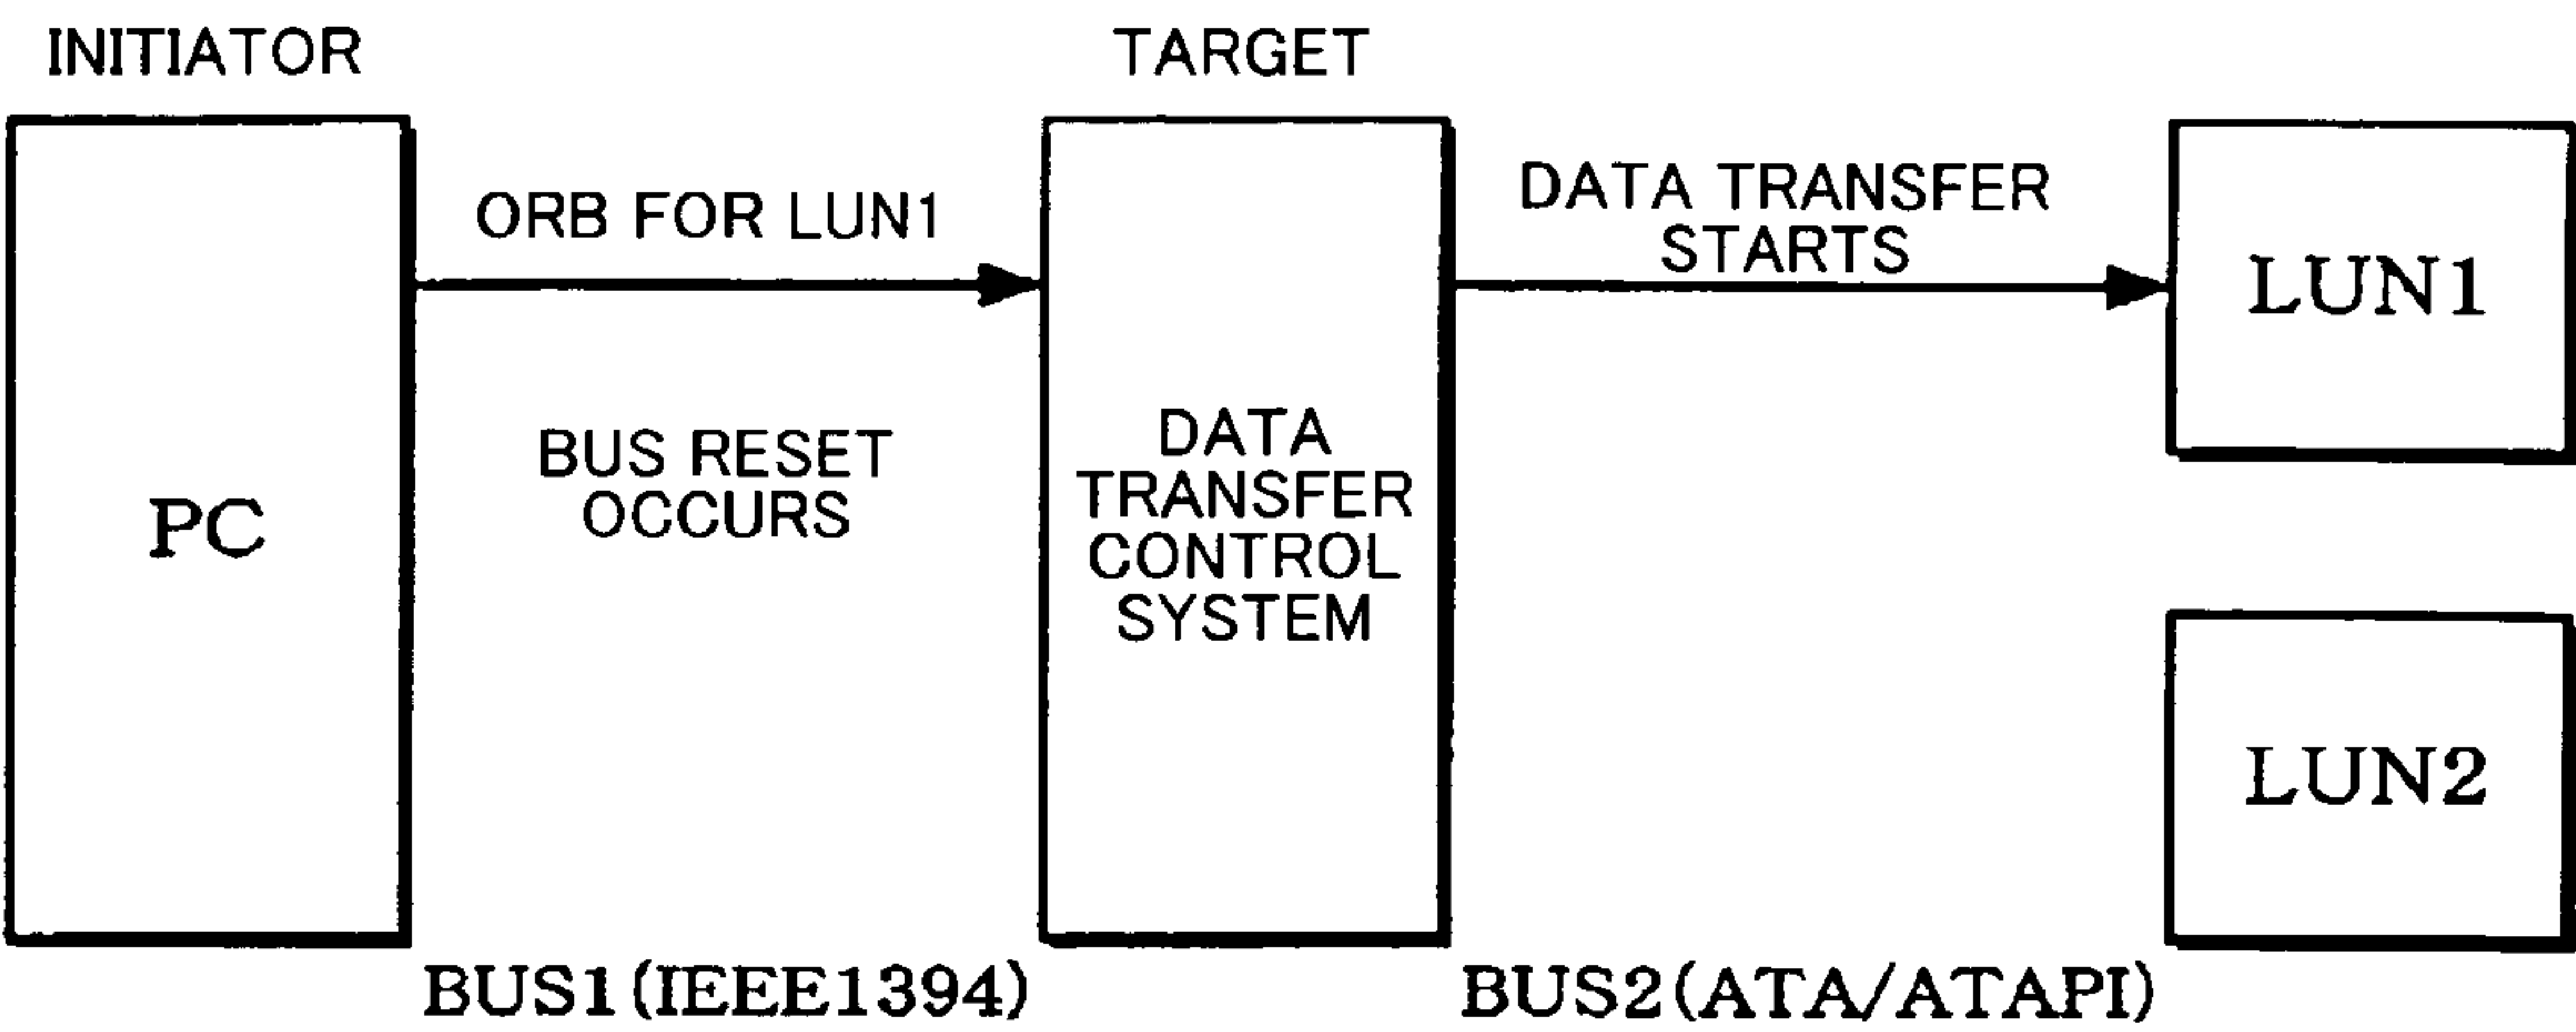 INITIATOR
TARGET
ORB FOR LUN1
DATA TRANSFER
STARTS
LUN1
BUS RESET
OCCURS
PC
DATA
TRANSFER
CONTROL
SYSTEM
LUN2
BUS1(IEEE1394)
BUS2(ATA/ATAPI)